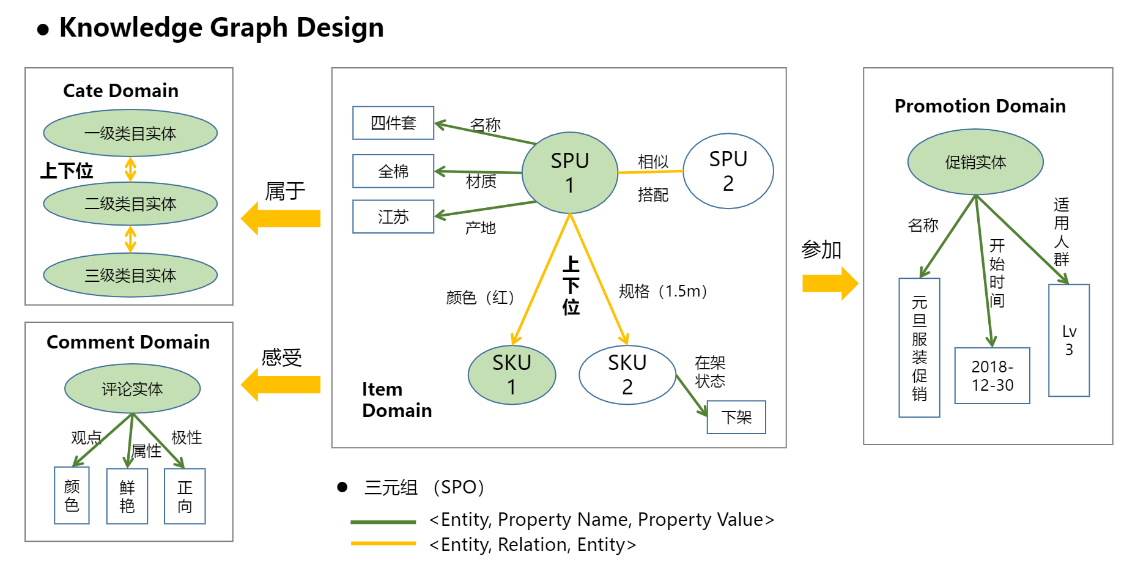 ● Knowledge Graph Design
Cate Domain
一级类目实体
上下位
二级类目实体
三级类目实体
属于
Comment Domain
评论实体
观点
属性
极性
颜
色
鲜
艳
正
向
感受
四件套
名称
全棉
材质
江苏
产地
SPU
1
相似
搭配
SPU
2
颜色（红）
上
下
位
规格（1.5m）
SKU
1
SKU
2
在架
状态
下架
Item
Domain
参加
Promotion Domain
促销实体
名称
开
始
时
间
适
用
人
群
元
旦
服
装
促
销
2018-
12-30
Lv
3
● 三元组 （SPO）
<Entity, Property Name, Property Value>
<Entity, Relation, Entity>